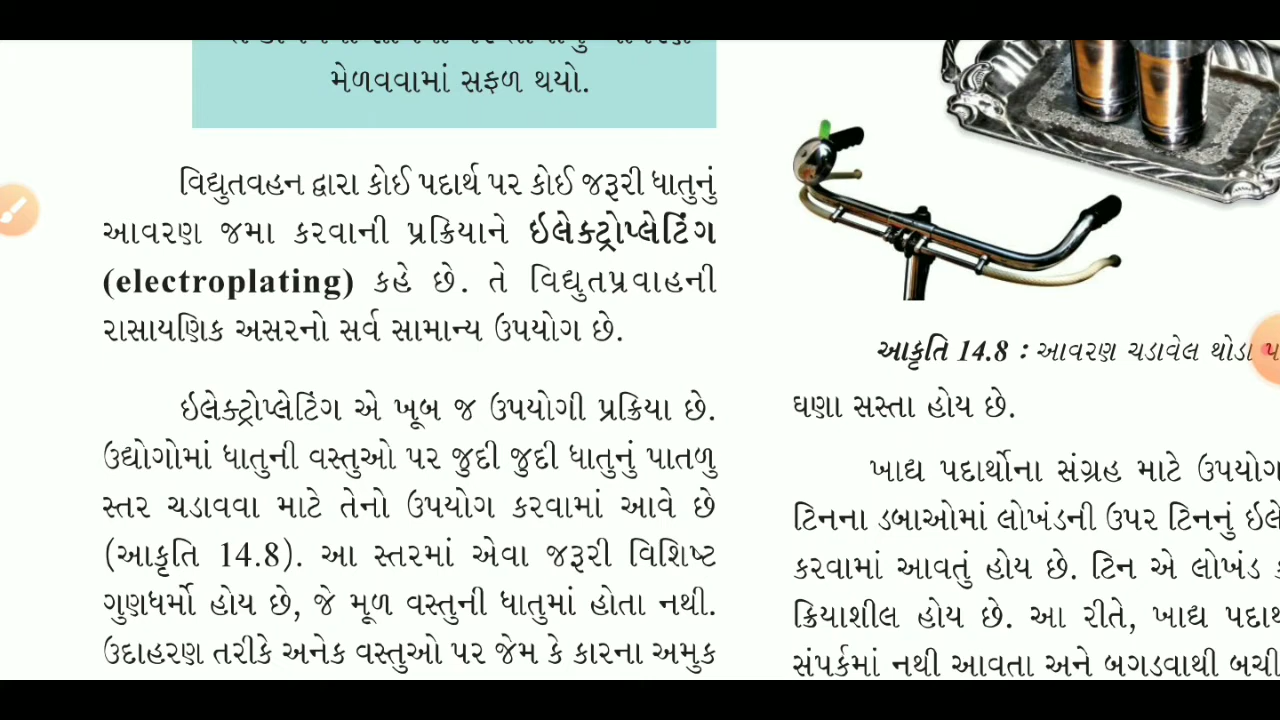 મેળવવામાં સફળ થયો.
વિદ્યુતવહન દ્વારા કોઈ પદાર્થ પર કોઈ જરૂરી ધાતુનું
આવરણ જમા કરવાની પ્રક્રિયાને ઇલેક્ટ્રોપ્લેટિંગ
(electroplating) કહે છે. તે વિદ્યુતપ્રવાહની
રાસાયણિક અસરનો સર્વ સામાન્ય ઉપયોગ છે.
ઇલેક્ટ્રોપ્લેટિંગ એ ખૂબ જ ઉપયોગી પ્રક્રિયા છે.
ઉદ્યોગોમાં ધાતુની વસ્તુઓ પર જુદી જુદી ધાતુનું પાતળુ
સ્તર ચડાવવા માટે તેનો ઉપયોગ કરવામાં આવે છે
(આકૃતિ 14.8). આ સ્તરમાં એવા જરૂરી વિશિષ્ટ
ગુણધર્મો હોય છે, જે મૂળ વસ્તુની ધાતુમાં હોતા નથી.
ઉદાહરણ તરીકે અનેક વસ્તુઓ પર જેમ કે કારના અમુક
આકૃતિ 14.8 : આવરણ ચડાવેલ થોડા
ઘણા સસ્તા હોય છે.
ખાદ્ય પદાર્થોના સંગ્રહ માટે ઉપયોગ
ટિનના ડબાઓમાં લોખંડની ઉપર ટિનનું
કરવામાં આવતું હોય છે. ટિન એ લોખંડ
ક્રિયાશીલ હોય છે. આ રીતે, ખાદ્ય
સંપર્કમાં નથી આવતા અને બગડવાથી